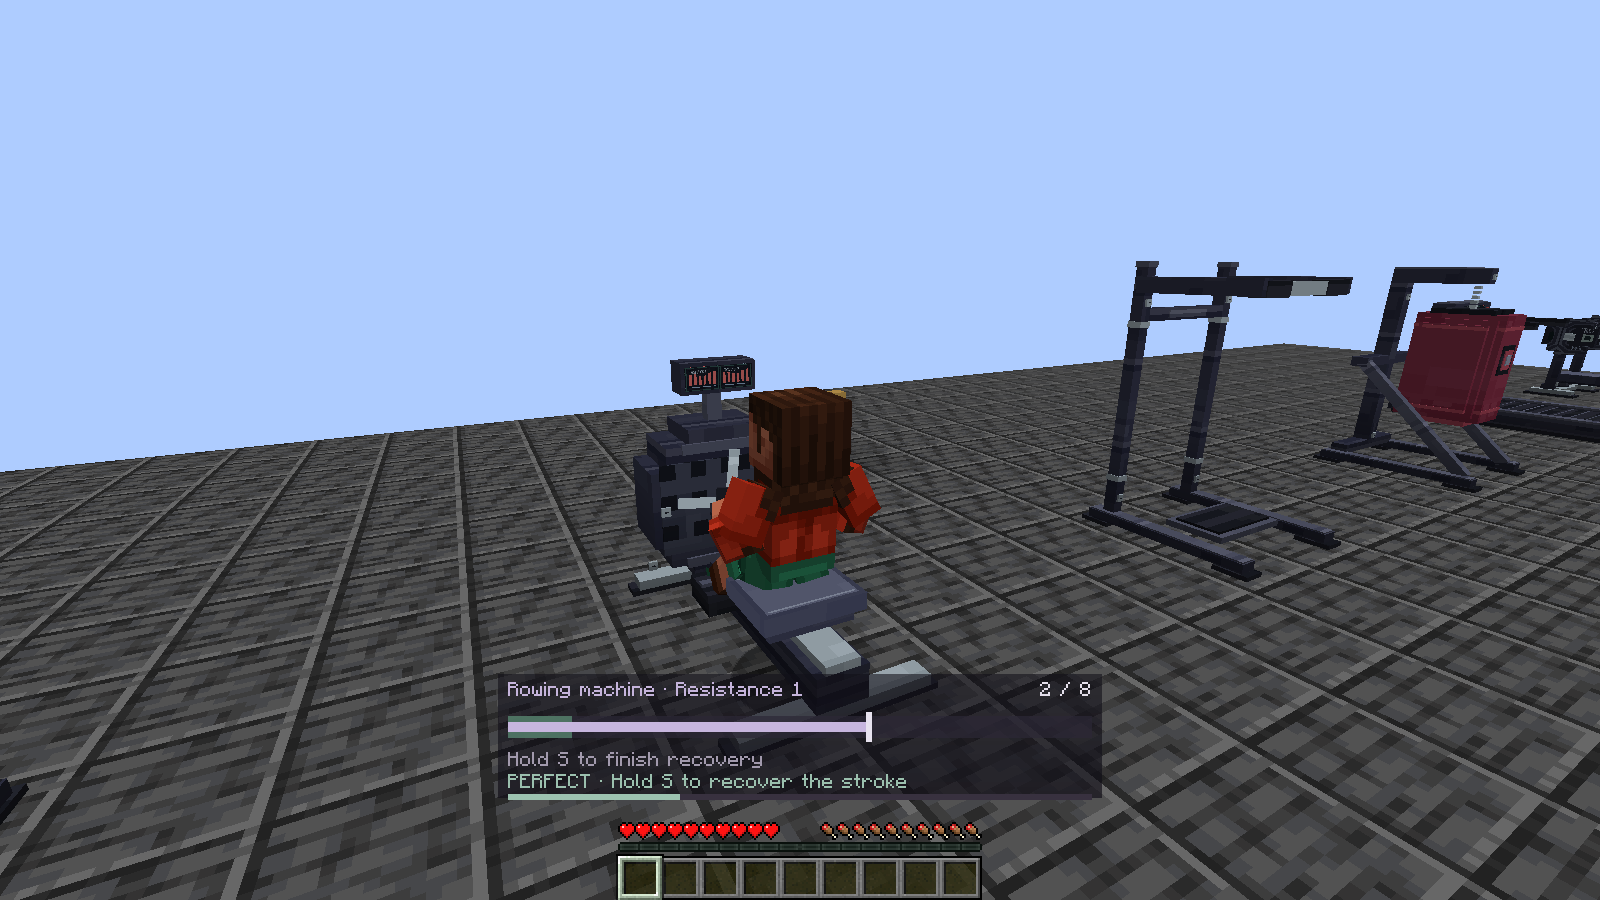 Rowing machine · Resistance 1
2 / 8
Hold S to finish recovery
PERFECT · Hold S to recover the stroke